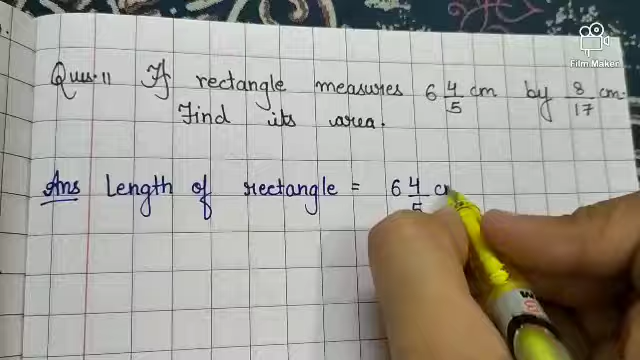 Ques.11 If rectangle measures 6 4/5 cm by 8/17 cm.
Find its area.
Ans Length of rectangle = 6 4/5 c
Film Maker